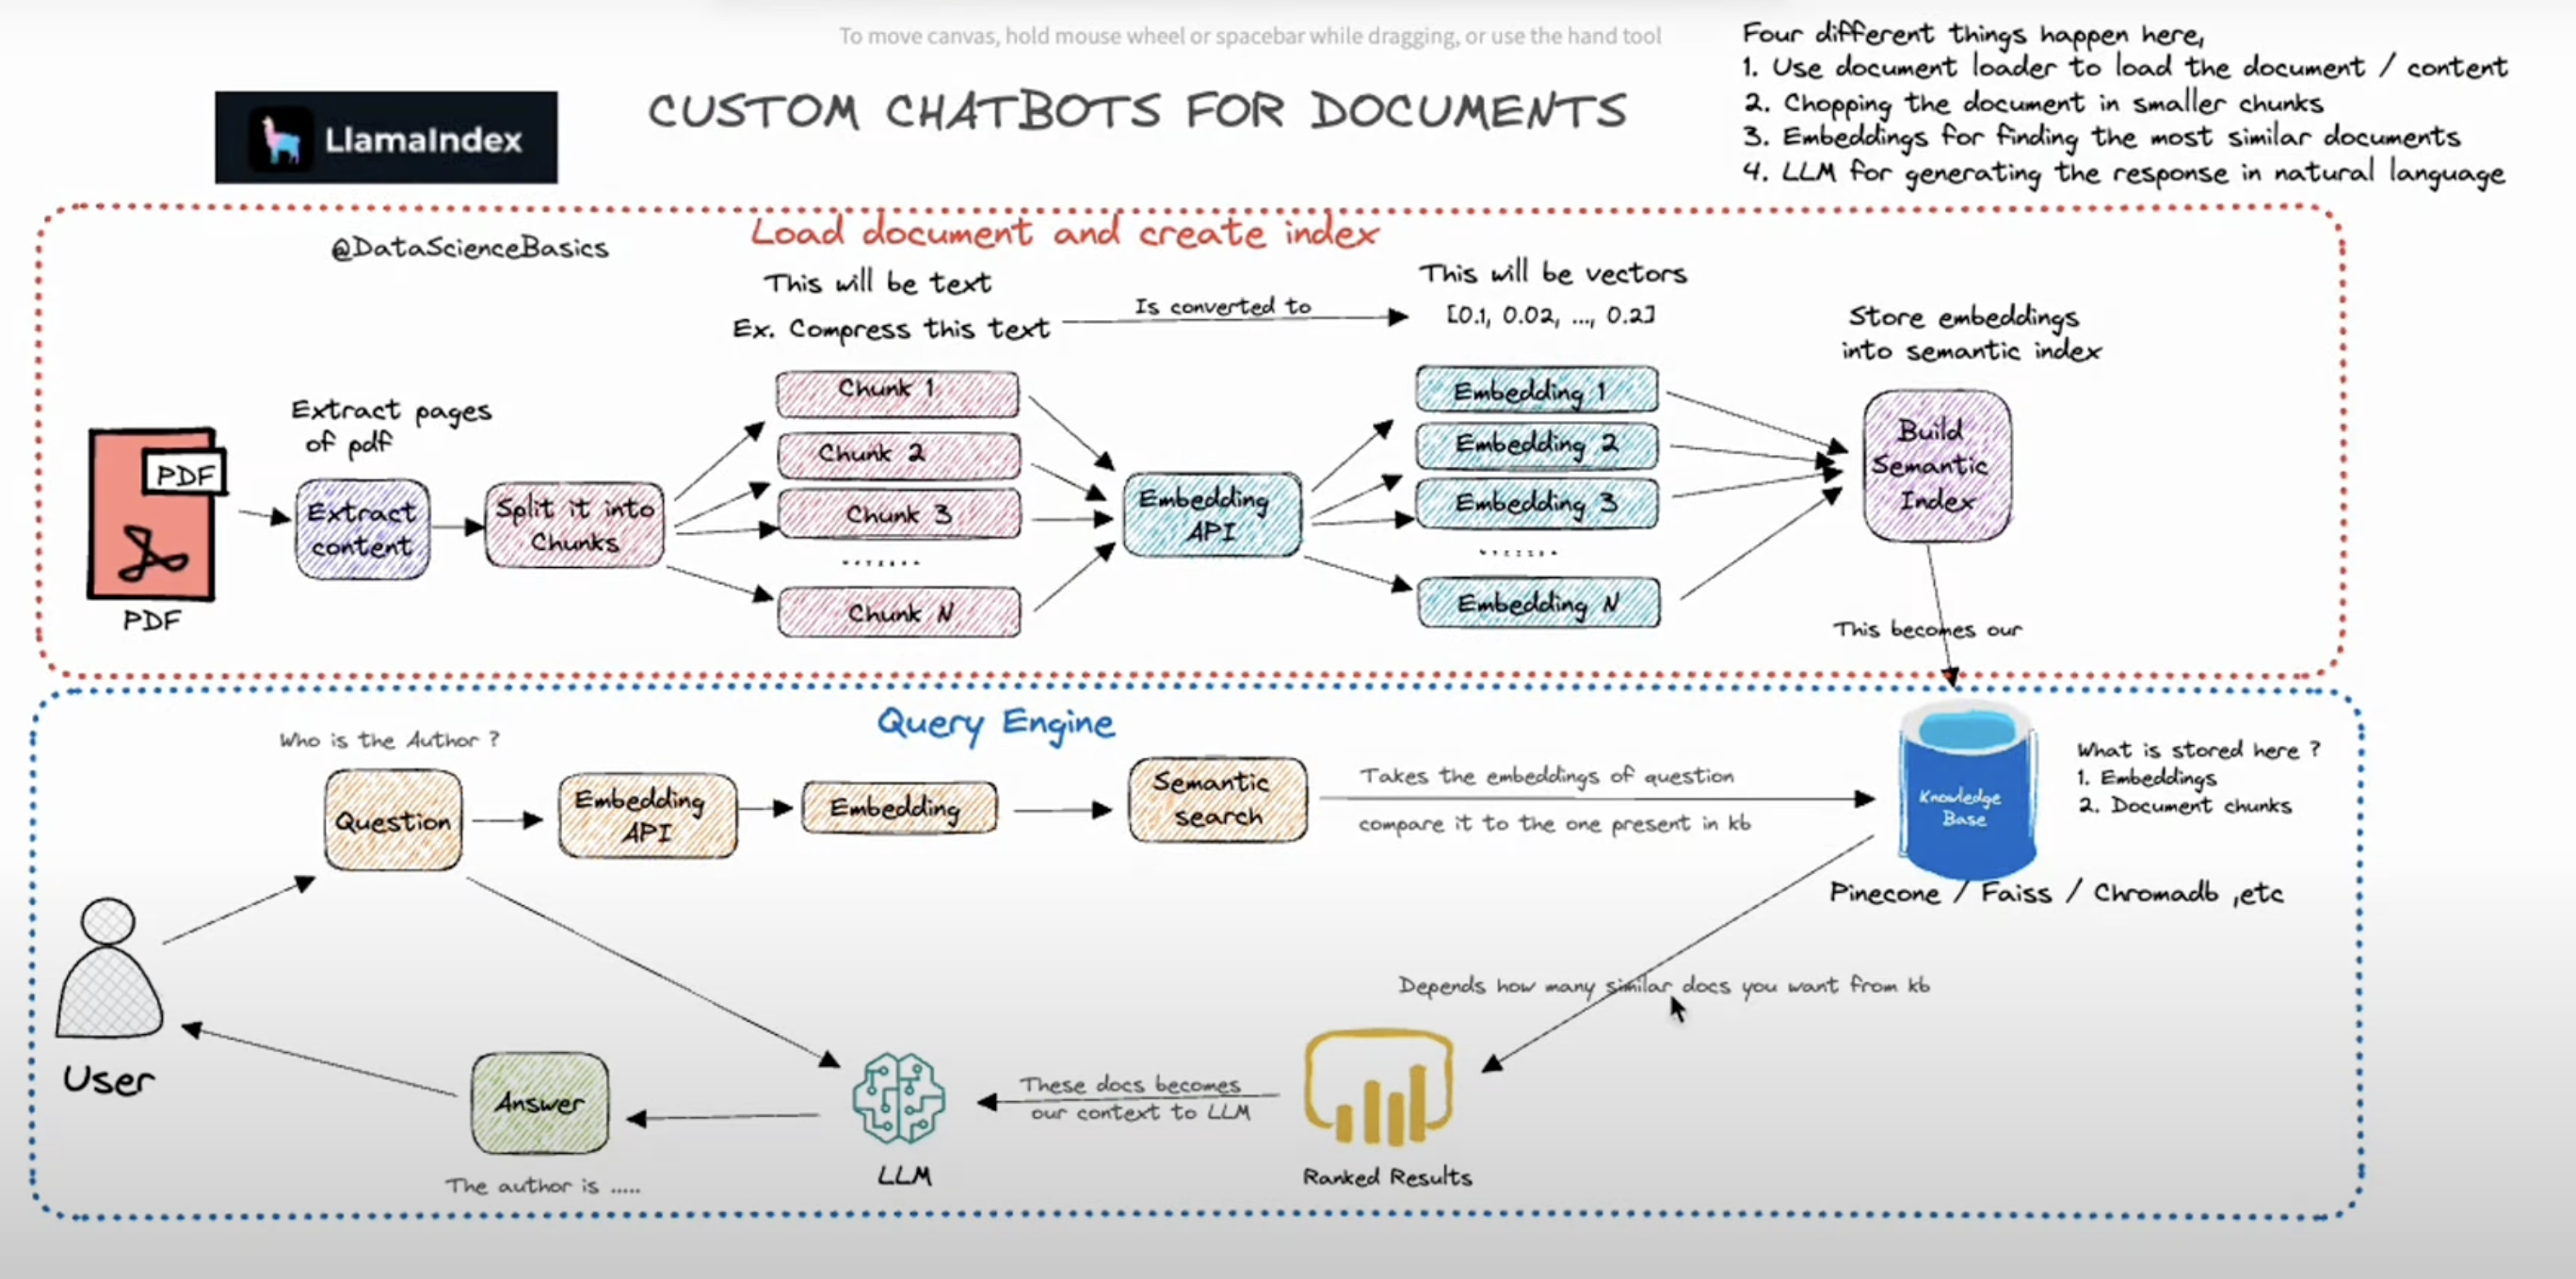 To move canvas, hold mouse wheel or spacebar while dragging, or use the hand tool
LlamaIndex
CUSTOM CHATBOTS FOR DOCUMENTS
Four different things happen here,
1. Use document loader to load the document / content
2. Chopping the document in smaller chunks
3. Embeddings for finding the most similar documents
4. LLM for generating the response in natural language
Load document and create index
@DataScienceBasics
This will be text
Ex. Compress this text
Is converted to
This will be vectors
[0.1, 0.02, ..., 0.2]
Store embeddings
into semantic index
PDF
PDF
Extract pages
of pdf
Extract
content
Split it into
Chunks
Chunk 1
Chunk 2
Chunk 3
.......
Chunk N
Embedding
API
Embedding 1
Embedding 2
Embedding 3
.......
Embedding N
Build
Semantic
Index
This becomes our
Query Engine
Who is the Author ?
Question
Embedding
API
Embedding
Semantic
search
Takes the embeddings of question
compare it to the one present in kb
Knowledge
Base
What is stored here ?
1. Embeddings
2. Document chunks
Pinecone / Faiss / Chromadb ,etc
Depends how many similar docs you want from kb
User
Answer
The author is .....
LLM
These docs becomes
our context to LLM
Ranked Results